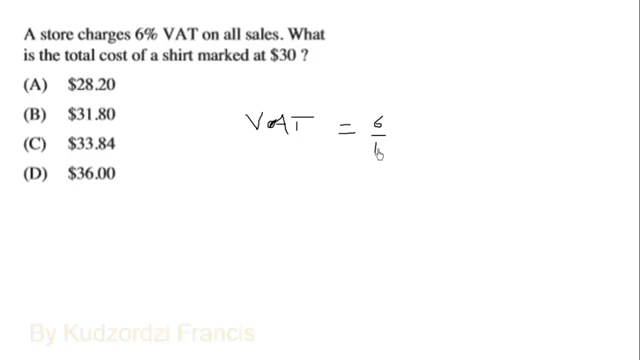 A store charges 6% VAT on all sales. What
is the total cost of a shirt marked at $30 ?
(A) $28.20
(B) $31.80
(C) $33.84
(D) $36.00
VAT = 6/1
By Kudzordzi Francis